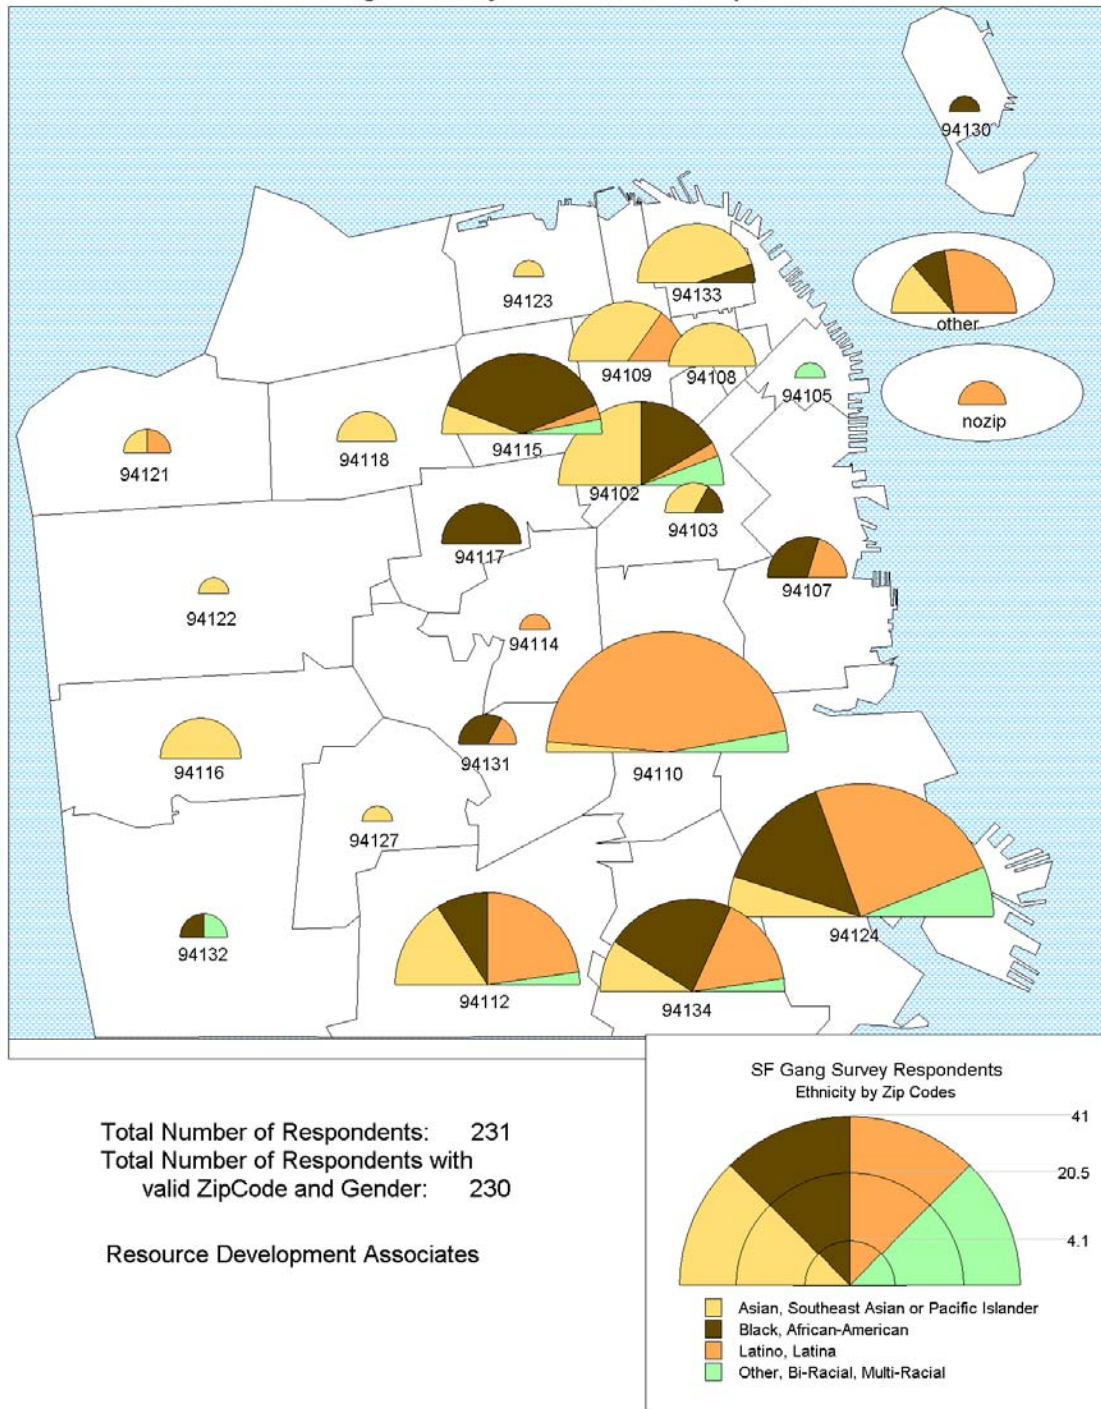 94130
94123
94133
other
94109
94108
94105
nozip
94121
94118
94115
94102
94103
94117
94107
94122
94114
94116
94131
94110
94127
94132
94112
94134
94124
SF Gang Survey Respondents
Ethnicity by Zip Codes
41
20.5
4.1
Asian, Southeast Asian or Pacific Islander
Black, African-American
Latino, Latina
Other, Bi-Racial, Multi-Racial
Total Number of Respondents: 231
Total Number of Respondents with
valid ZipCode and Gender: 230
Resource Development Associates